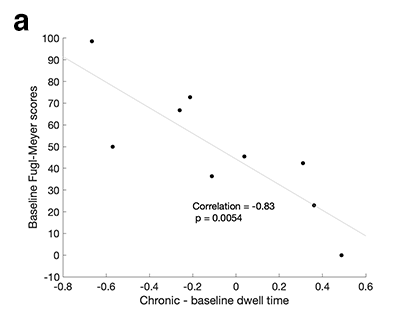 a
100
90
80
70
60
50
40
30
20
10
0
-10
Baseline Fugl-Meyer scores
Correlation = -0.83
p = 0.0054
-0.8 -0.6 -0.4 -0.2 0 0.2 0.4 0.6
Chronic - baseline dwell time